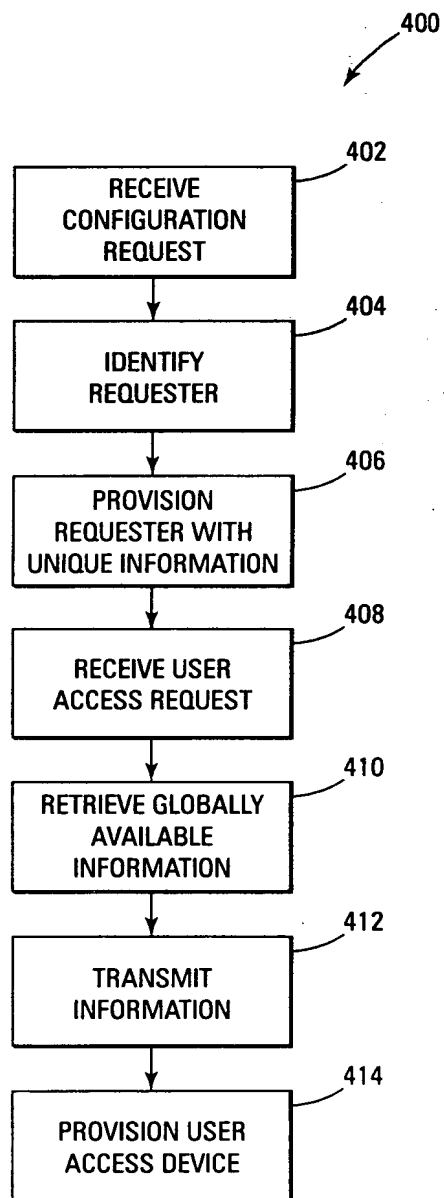 400
402
RECEIVE
CONFIGURATION
REQUEST
404
IDENTIFY
REQUESTER
406
PROVISION
REQUESTER WITH
UNIQUE INFORMATION
408
RECEIVE USER
ACCESS REQUEST
410
RETRIEVE GLOBALLY
AVAILABLE
INFORMATION
412
TRANSMIT
INFORMATION
414
PROVISION USER
ACCESS DEVICE